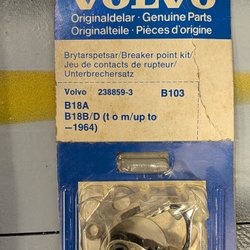 VOLVO
Originaldelar · Genuine Parts
Originalteile · Pièces d'origine
Brytarspetsar/Breaker point kit/
Jeu de contacts de rupteur/
Unterbrechersatz
Volvo 238859-3 B103
B18A
B18B/D (t o m/up to
—1964)